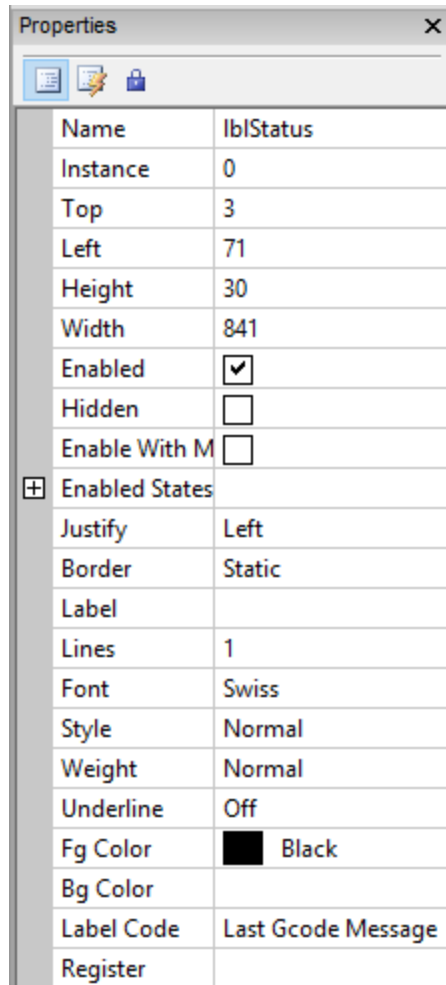 Properties
Name lblStatus
Instance 0
Top 3
Left 71
Height 30
Width 841
Enabled
Hidden
Enable With M
Enabled States
Justify Left
Border Static
Label
Lines 1
Font Swiss
Style Normal
Weight Normal
Underline Off
Fg Color Black
Bg Color
Label Code Last Gcode Message
Register